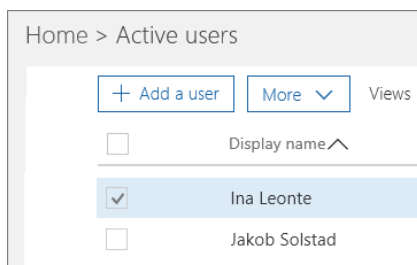 Home > Active users
+ Add a user More Views
Display name
Ina Leonte
Jakob Solstad